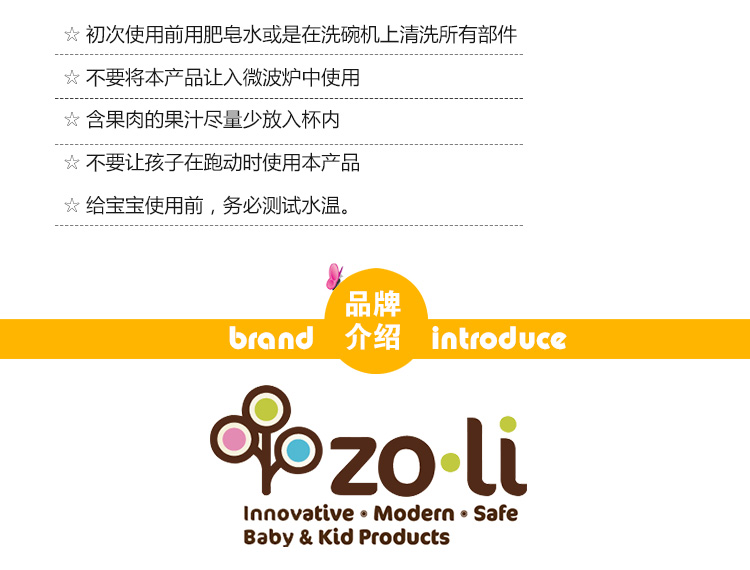 ☆ 初次使用前用肥皂水或是在洗碗机上清洗所有部件
☆ 不要将本产品让入微波炉中使用
☆ 含果肉的果汁尽量少放入杯内
☆ 不要让孩子在跑动时使用本产品
☆ 给宝宝使用前，务必测试水温。
品牌
brand 介绍 introduce
zo·li
Innovative • Modern • Safe
Baby & Kid Products